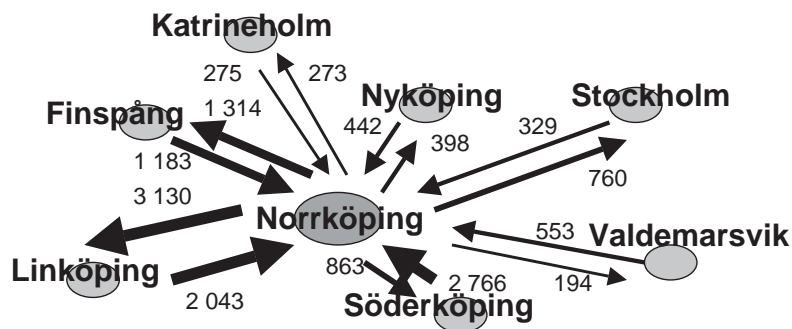 Katrineholm
275
273
Finspång
1 314
Nyköping
Stockholm
442
398
329
1 183
760
3 130
Norrköping
553
Valdemarsvik
Linköping
863
2 766
194
2 043
Söderköping